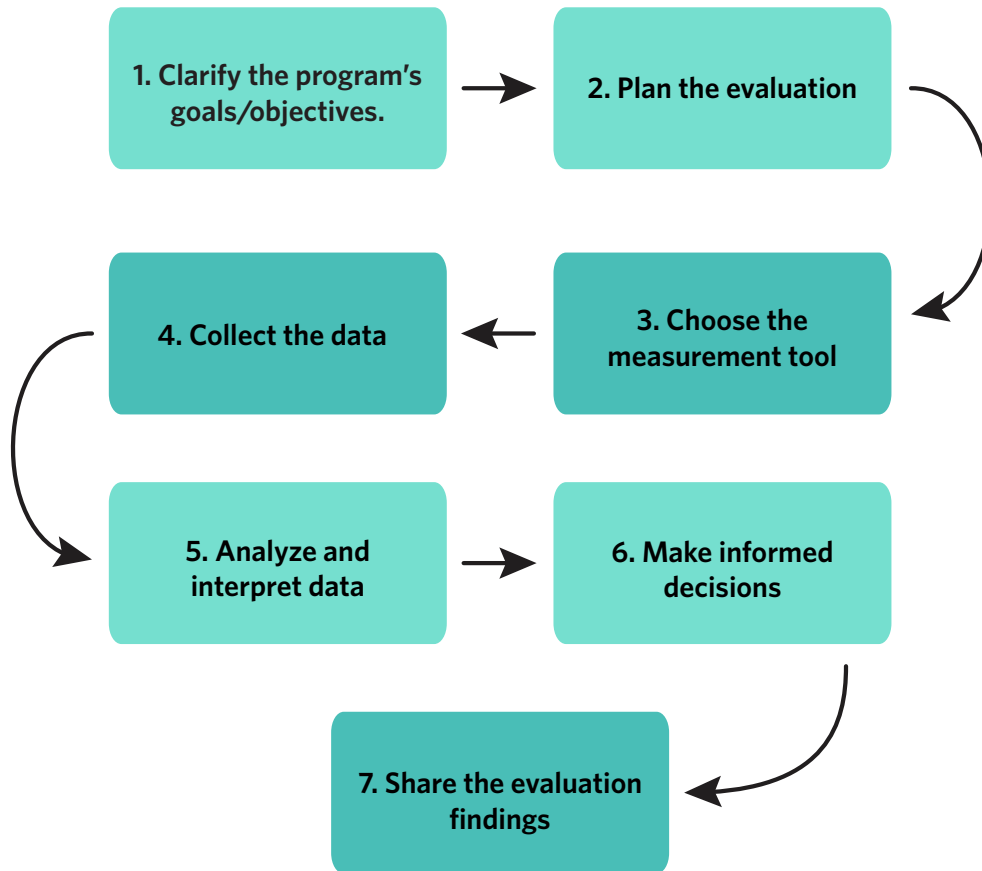 1. Clarify the program's
goals/objectives.
2. Plan the evaluation
3. Choose the
measurement tool
4. Collect the data
5. Analyze and
interpret data
6. Make informed
decisions
7. Share the evaluation
findings